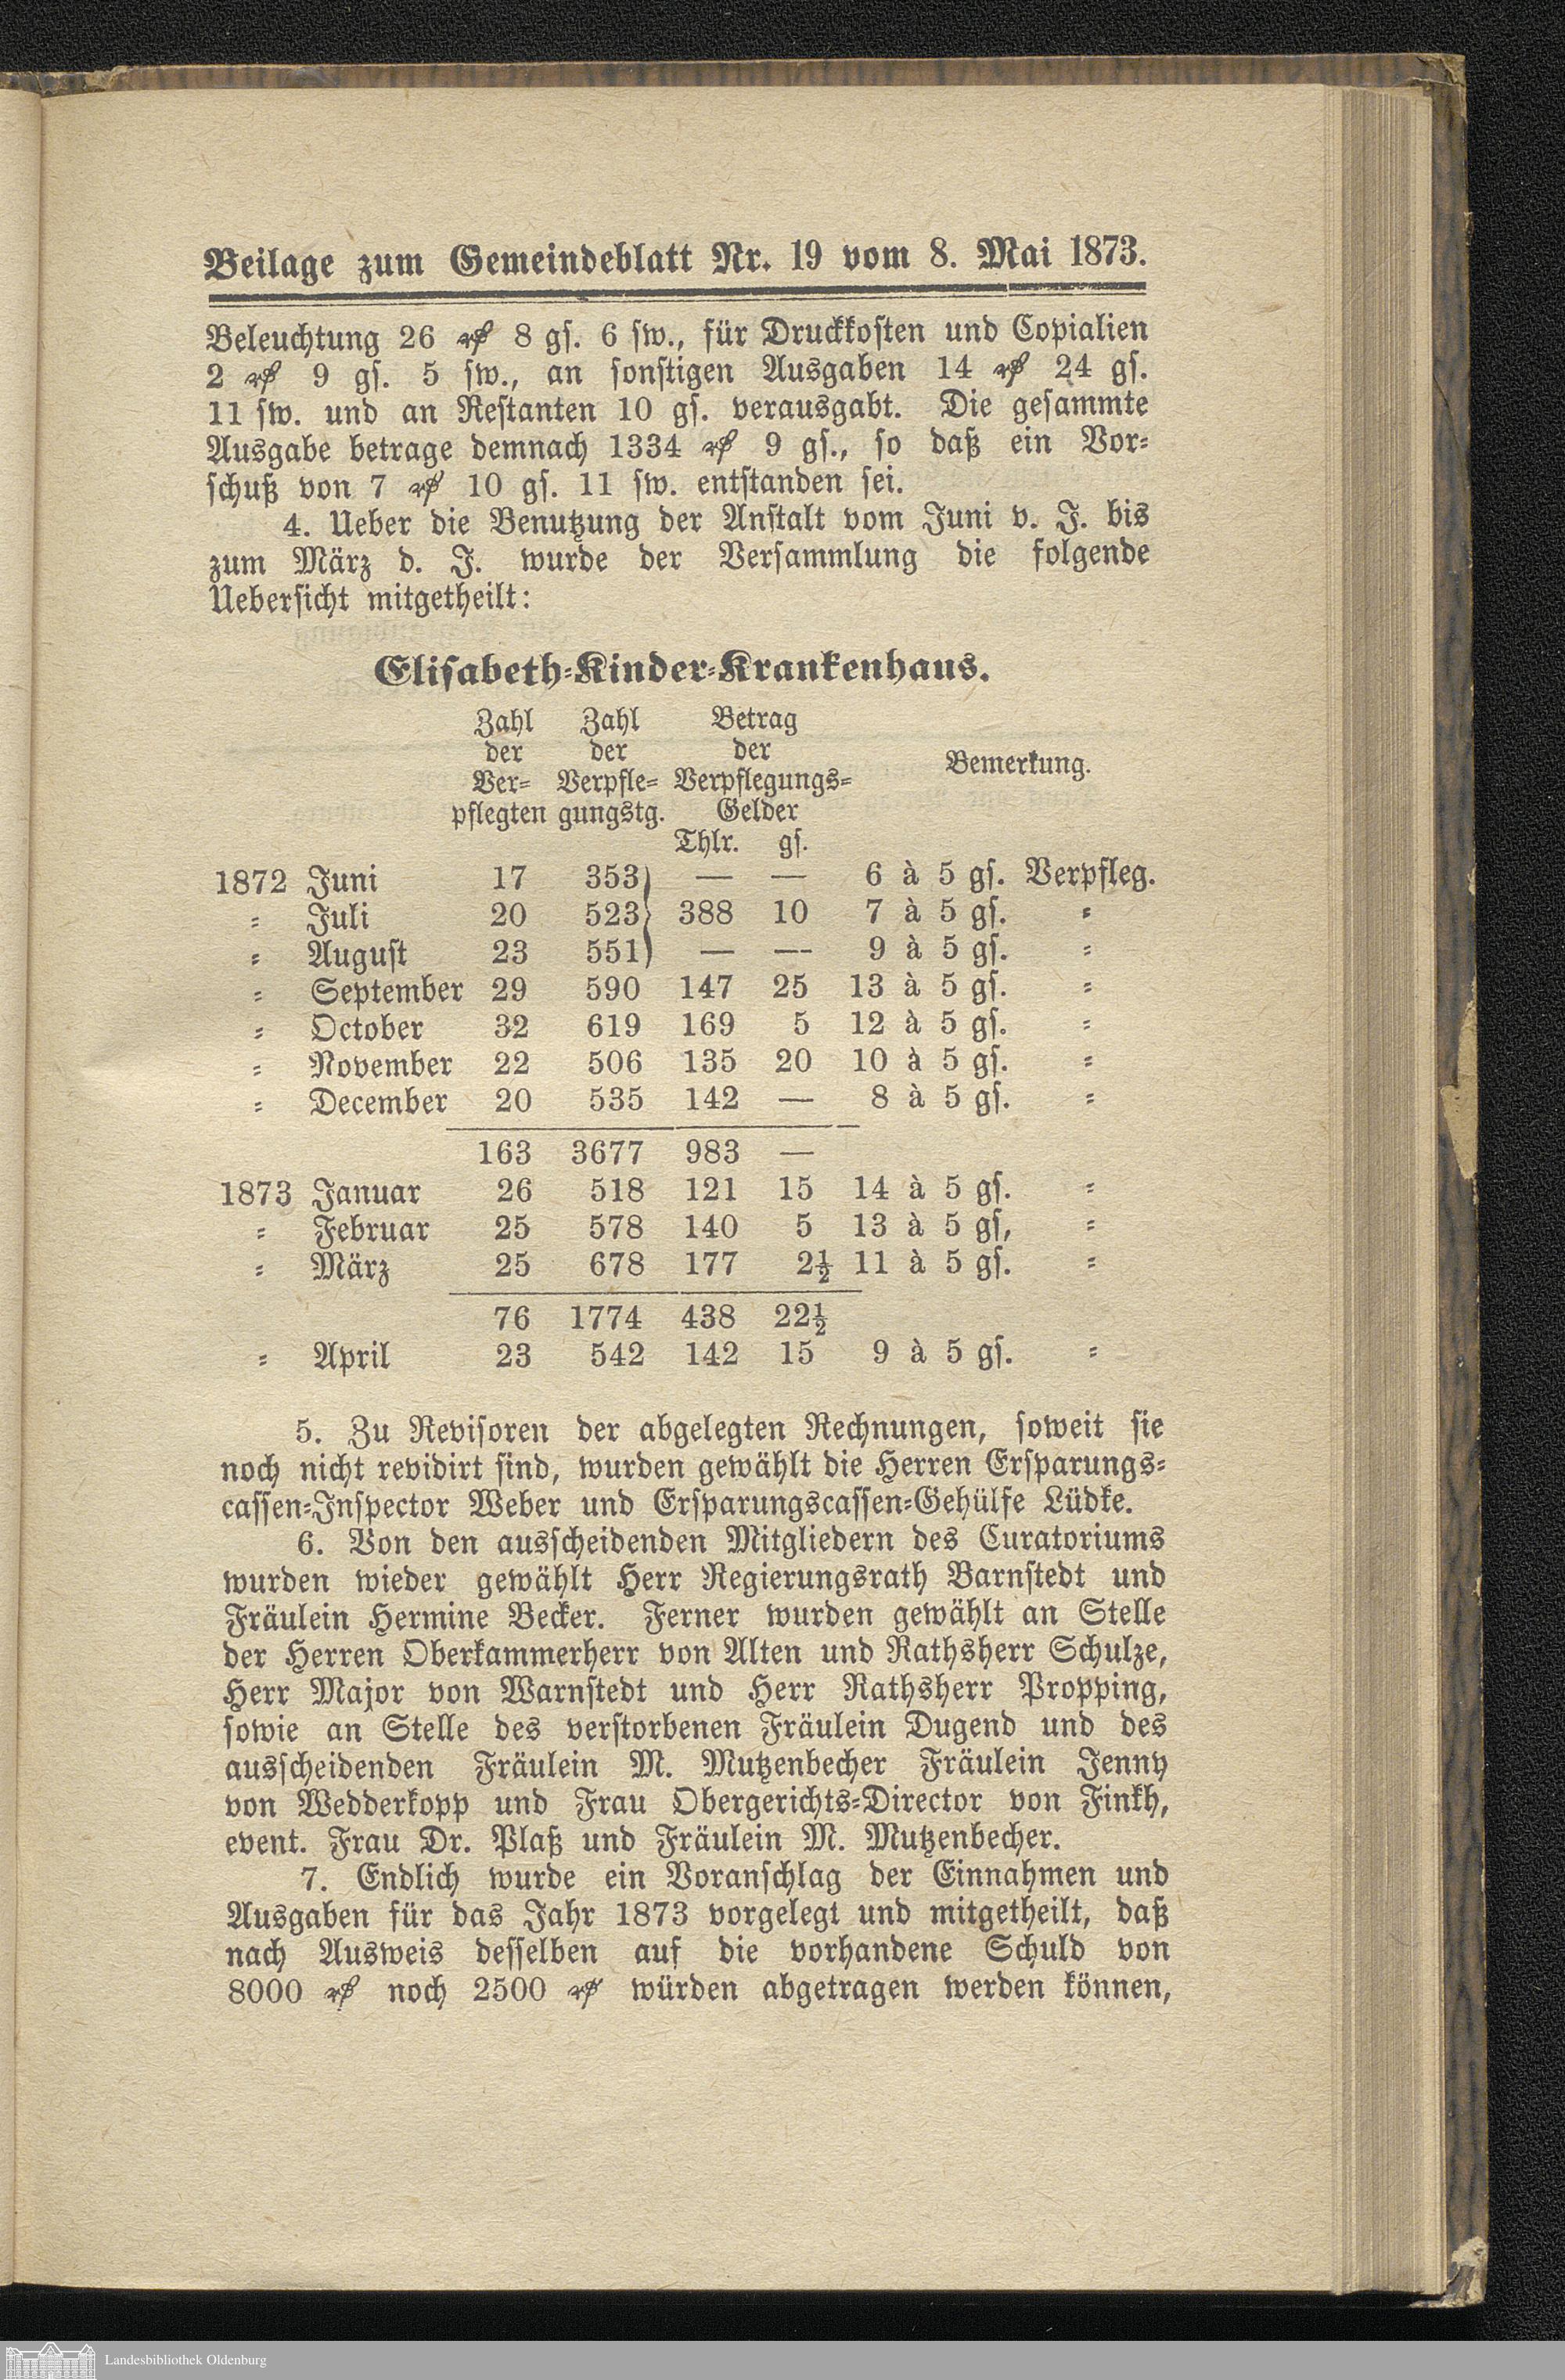 Beilage zum Gemeindeblatt Nr. 19 vom 8. Mai 1873.
Beleuchtung 26 ₰ 8 gs. 6 sw., für Druckkosten und Copialien
2 ₰ 9 gs. 5 sw., an sonstigen Ausgaben 14 ₰ 24 gs.
11 sw. und an Restanten 10 gs. verausgabt. Die gesammte
Ausgabe betrage demnach 1334 ₰ 9 gs., so daß ein Vor-
schuß von 7 ₰ 10 gs. 11 sw. entstanden sei.
4. Ueber die Benutzung der Anstalt vom Juni v. J. bis
zum März d. J. wurde der Versammlung die folgende
Uebersicht mitgetheilt:
Elisabeth-Kinder-Krankenhaus.
Zahl Zahl Betrag
der der der
Bemerkung.
Ver- Verpfle- Verpflegungs-
pflegten gungstg. Gelder
Thlr. gs.
1872 Juni 17 353) — — 6 à 5 gs. Verpfleg.
= Juli 20 523} 388 10 7 à 5 gs. =
= August 23 551) — — 9 à 5 gs. =
= September 29 590 147 25 13 à 5 gs. =
= October 32 619 169 5 12 à 5 gs. =
= November 22 506 135 20 10 à 5 gs. =
= December 20 535 142 — 8 à 5 gs. =
163 3677 983 —
1873 Januar 26 518 121 15 14 à 5 gs. =
= Februar 25 578 140 5 13 à 5 gs, =
= März 25 678 177 2½ 11 à 5 gs. =
76 1774 438 22½
= April 23 542 142 15 9 à 5 gs. =
5. Zu Revisoren der abgelegten Rechnungen, soweit sie
noch nicht revidirt sind, wurden gewählt die Herren Ersparungs-
cassen-Inspector Weber und Ersparungscassen-Gehülfe Lüdke.
6. Von den ausscheidenden Mitgliedern des Curatoriums
wurden wieder gewählt Herr Regierungsrath Barnstedt und
Fräulein Hermine Becker. Ferner wurden gewählt an Stelle
der Herren Oberkammerherr von Alten und Rathsherr Schulze,
Herr Major von Warnstedt und Herr Rathsherr Propping,
sowie an Stelle des verstorbenen Fräulein Dugend und des
ausscheidenden Fräulein M. Mutzenbecher Fräulein Jenny
von Wedderkopp und Frau Obergerichts-Director von Finkh,
event. Frau Dr. Plaß und Fräulein M. Mutzenbecher.
7. Endlich wurde ein Voranschlag der Einnahmen und
Ausgaben für das Jahr 1873 vorgelegt und mitgetheilt, daß
nach Ausweis desselben auf die vorhandene Schuld von
8000 ₰ noch 2500 ₰ würden abgetragen werden können,
Landesbibliothek Oldenburg